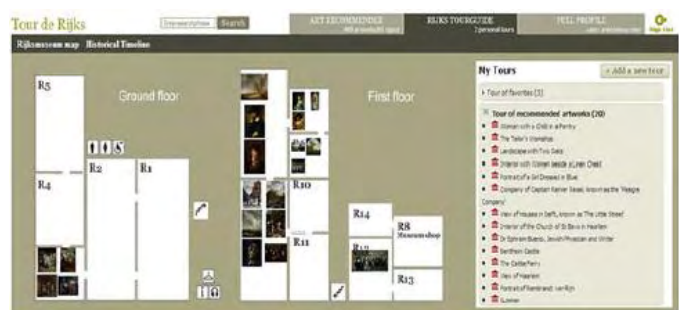 Tour de Rijks
Search
ART RECOMMENDER
RIJKS TOURGUIDE
2 personal tours
FULL PROFILE
Rijksmuseum map Historical Timeline
R5
Ground floor
R4
R2
R1
First floor
R10
R11
R14
R8
Museum shop
R12
R13
My Tours
+ Add a new tour
Tour of favorites (3)
Tour of recommended artworks (20)
Woman with a Child in a Pantry
The Tailor's Workshop
Landscape with Two Oaks
Interior with Women beside a Linen Chest
Portrait of a Girl Dressed in Blue
Company of Captain Reinier Reael, known as the 'Meagre
Company'
View of Houses in Delft, known as 'The Little Street'
Interior of the Church of St Bavo in Haarlem
Dr Ephraim Bueno, Jewish Physician and Writer
Bentheim Castle
The Cattle Ferry
View of Haarlem
Portrait of Rembrandt van Rijn
Summer